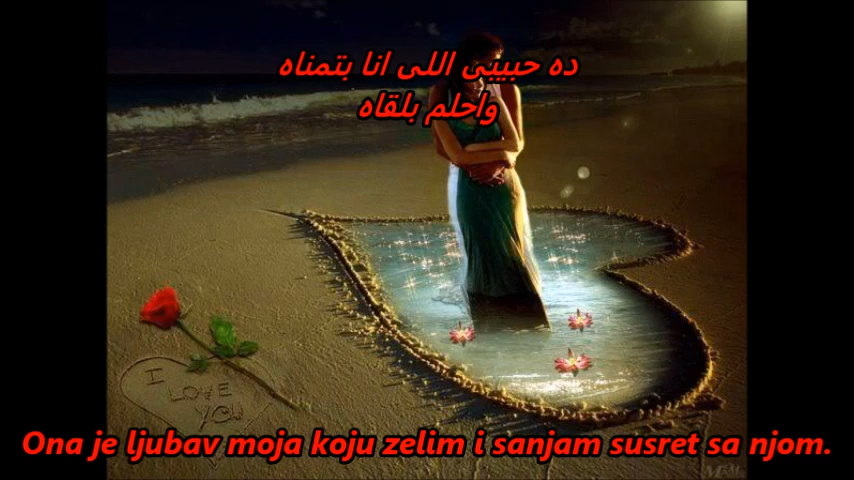 ده حبيبى اللى انا بتمناه
واحلم بلقاه
I
LOVE
YOU
Ona je ljubav moja koju zelim i sanjam susret sa njom.